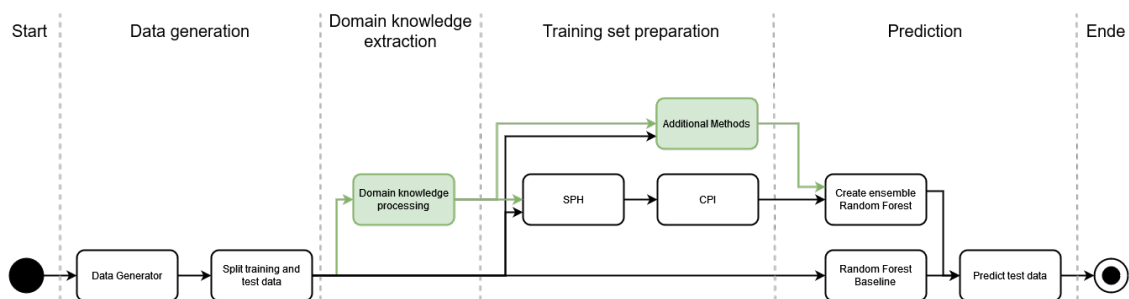 Start
Data generation
Domain knowledge
extraction
Training set preparation
Prediction
Ende
Additional Methods
Domain knowledge
processing
SPH
CPI
Create ensemble
Random Forest
Data Generator
Split training and
test data
Random Forest
Baseline
Predict test data